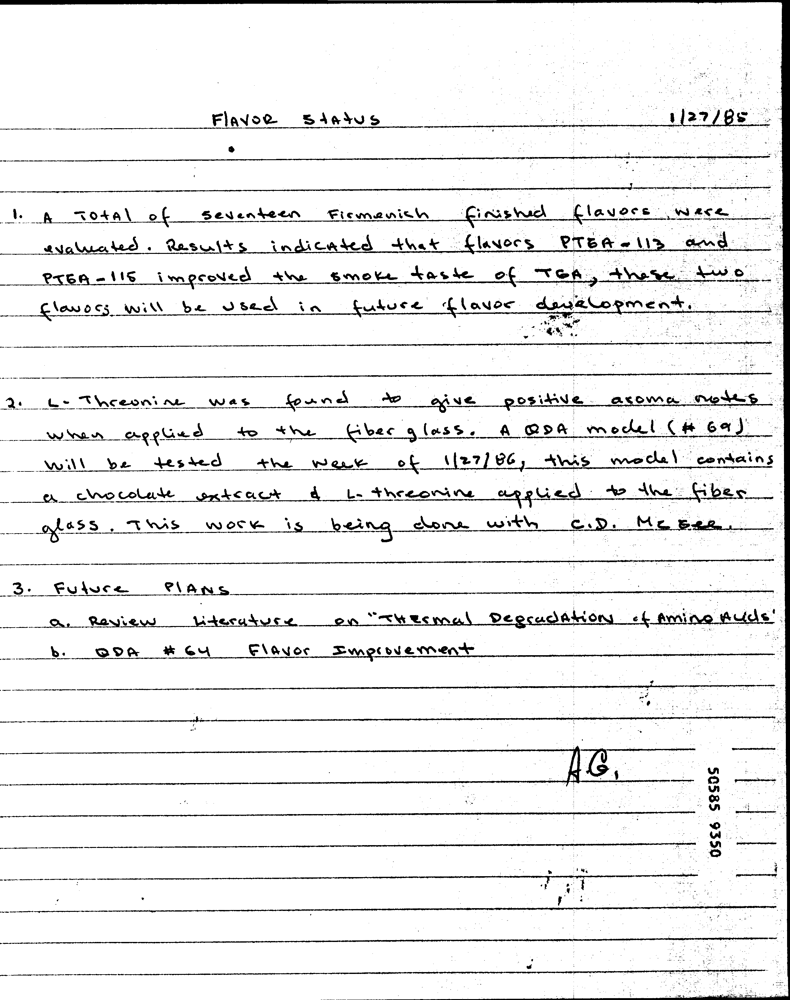 Flavor Status 1/27/85
1. A Total of seventeen Firmenich finished flavors were
evaluated. Results indicated that flavors PTEA-113 and
PTEA-115 improved the smoke taste of TGA, these two
flavors will be used in future flavor development.
2. L-Threonine was found to give positive aroma notes
when applied to the fiber glass. A QDA model (#69)
will be tested the week of 1/27/86, this model contains
a chocolate extract & L-threonine applied to the fiber
glass. This work is being done with C.D. McGee.
3. Future Plans
a. Review Literature on "Thermal Degradation of Amino Acids'
b. QDA #64 Flavor Improvement
A.G.
50585 9350